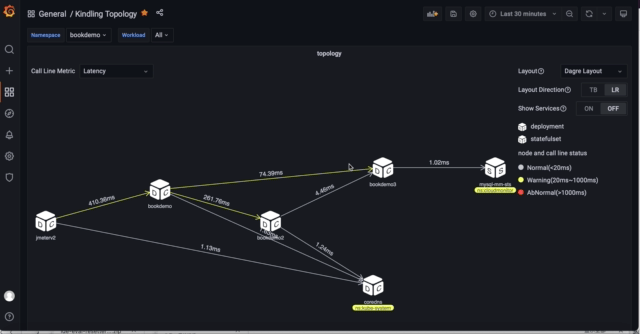 General / Kindling Topology
Last 30 minutes
Namespace bookdemo Workload All
topology
Call Line Metric Latency
Layout Dagre Layout
Layout Direction TB LR
Show Services ON OFF
deployment
statefulset
node and call line status
Normal(<20ms)
Warning(20ms~1000ms)
AbNormal(>1000ms)
1.02ms
74.39ms
4.46ms
bookdemo3
mysql-mm-sts
ns:cloudmonitor
410.36ms
261.76ms
bookdemo
jmeterv2
bookdemo2
1.24ms
1.13ms
coredns
ns:kube-system